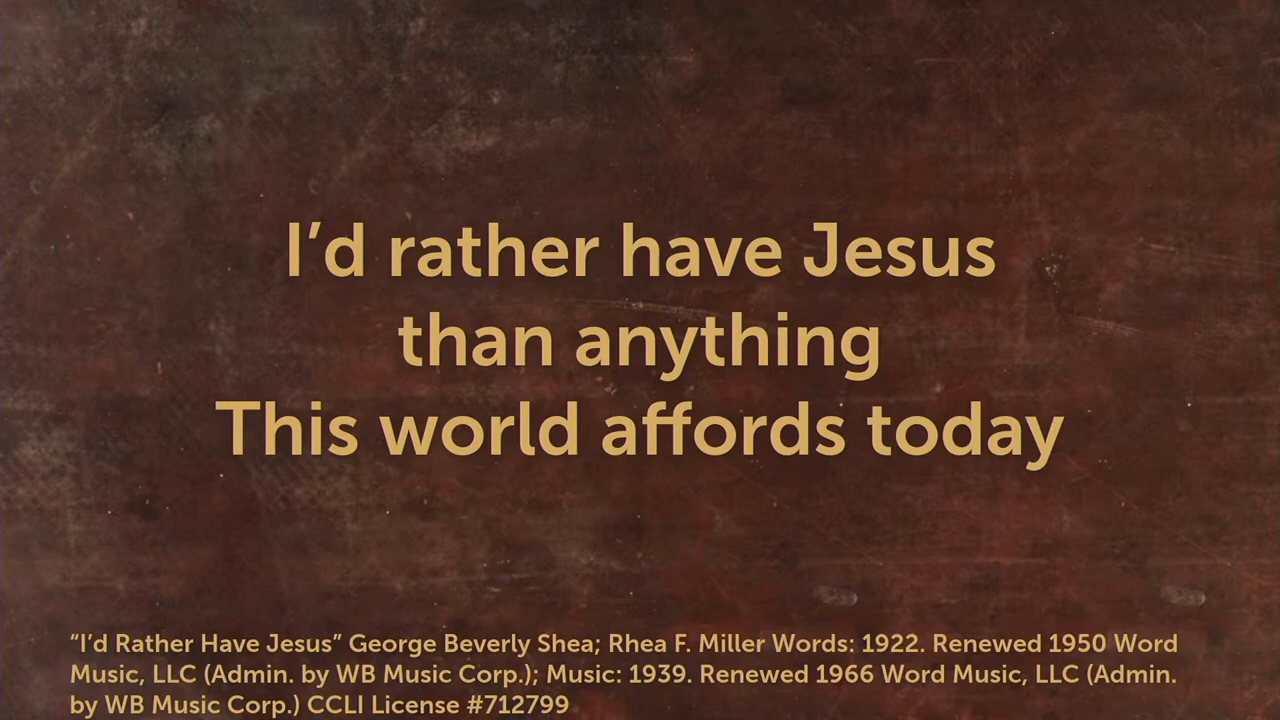 I’d rather have Jesus
than anything
This world affords today
“I’d Rather Have Jesus” George Beverly Shea; Rhea F. Miller Words: 1922. Renewed 1950 Word
Music, LLC (Admin. by WB Music Corp.); Music: 1939. Renewed 1966 Word Music, LLC (Admin.
by WB Music Corp.) CCLI License #712799